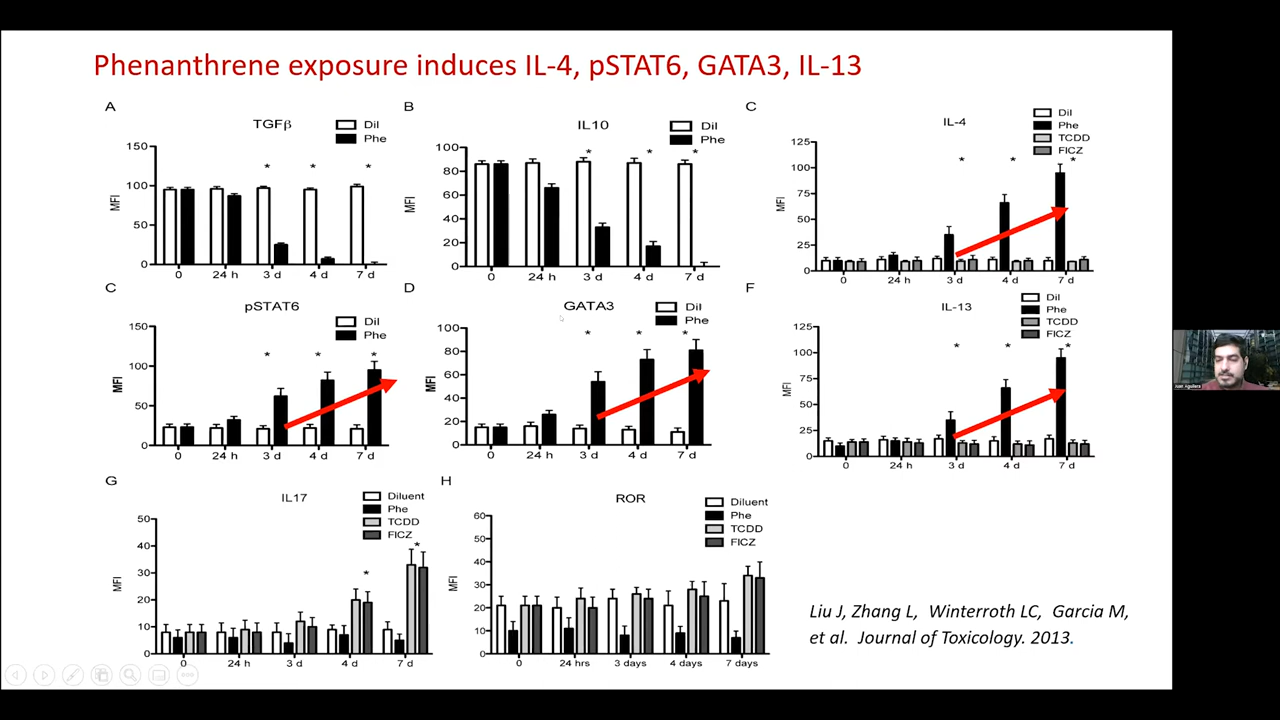 Phenanthrene exposure induces IL-4, pSTAT6, GATA3, IL-13
A
TGFβ
Dil
Phe
MFI
150
100
50
0
* * *
0 24 h 3 d 4 d 7 d
B
IL10
Dil
Phe
MFI
100
80
60
40
20
0
* * *
0 24 h 3 d 4 d 7 d
C
IL-4
Dil
Phe
TCDD
FICZ
MFI
125
100
75
50
25
0
* * *
0 24 h 3 d 4 d 7 d
C
pSTAT6
Dil
Phe
MFI
150
100
50
0
* * *
0 24 h 3 d 4 d 7 d
D
GATA3
Dil
Phe
MFI
100
80
60
40
20
0
* * *
0 24 h 3 d 4 d 7 d
F
IL-13
Dil
Phe
TCDD
FICZ
MFI
125
100
75
50
25
0
* * *
0 24 h 3 d 4 d 7 d
G
IL17
Diluent
Phe
TCDD
FICZ
MFI
50
40
30
20
10
0
* *
0 24 h 3 d 4 d 7 d
H
ROR
Diluent
Phe
TCDD
FICZ
MFI
60
50
40
30
20
10
0
0 24 hrs 3 days 4 days 7 days
Liu J, Zhang L, Winterroth LC, Garcia M,
et al. Journal of Toxicology. 2013.
Juan Aguilera